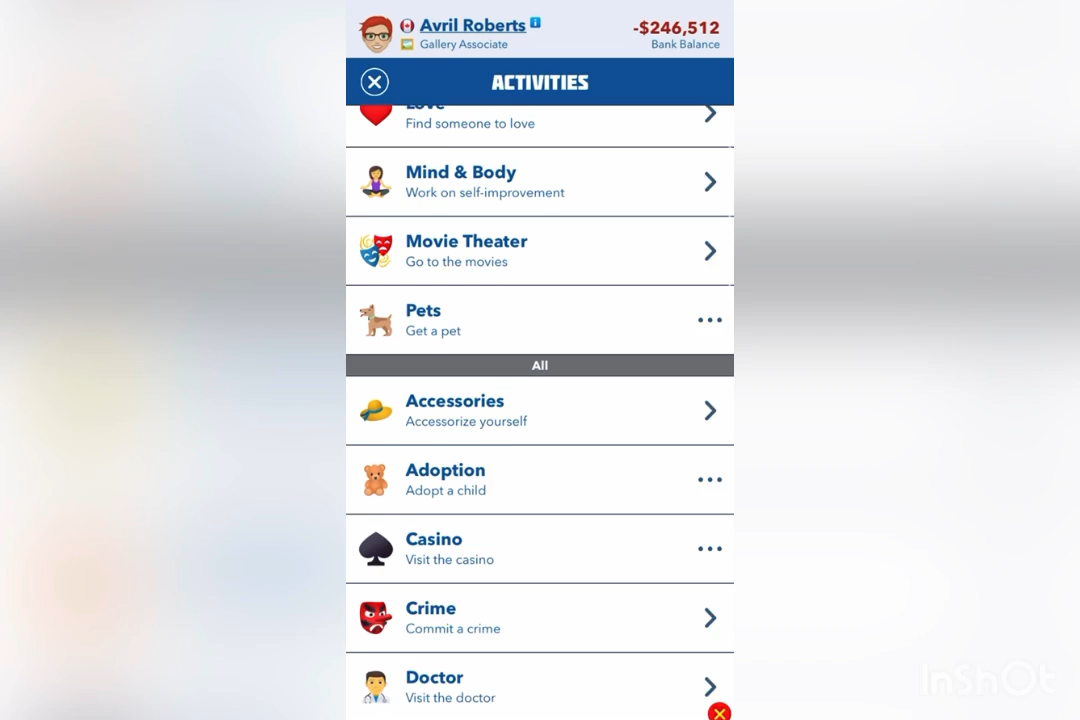 Avril Roberts
-$246,512
Gallery Associate
Bank Balance
ACTIVITIES
Love
Find someone to love
Mind & Body
Work on self-improvement
Movie Theater
Go to the movies
Pets
Get a pet
All
Accessories
Accessorize yourself
Adoption
Adopt a child
Casino
Visit the casino
Crime
Commit a crime
Doctor
Visit the doctor
InShOt